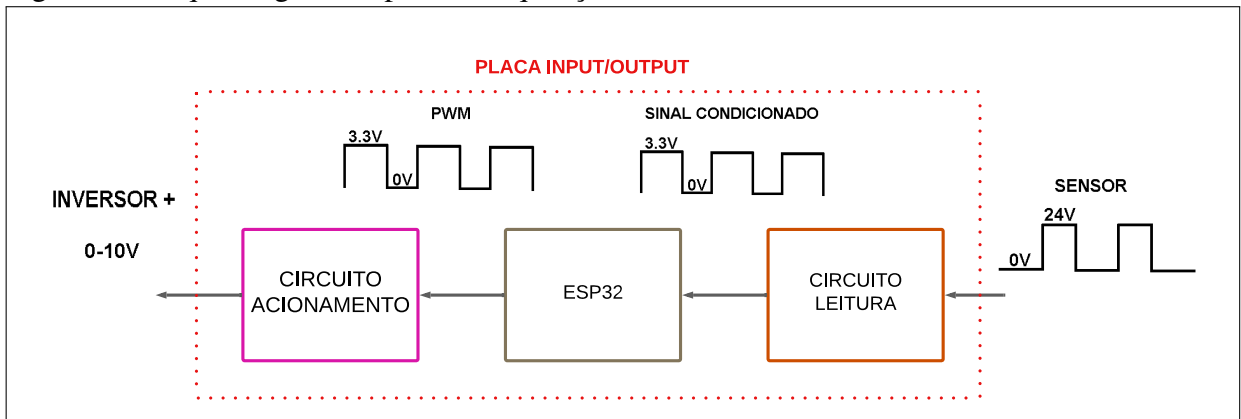 PLACA INPUT/OUTPUT
PWM
3.3V
0V
SINAL CONDICIONADO
3.3V
0V
SENSOR
24V
0V
INVERSOR +
0-10V
CIRCUITO
ACIONAMENTO
ESP32
CIRCUITO
LEITURA